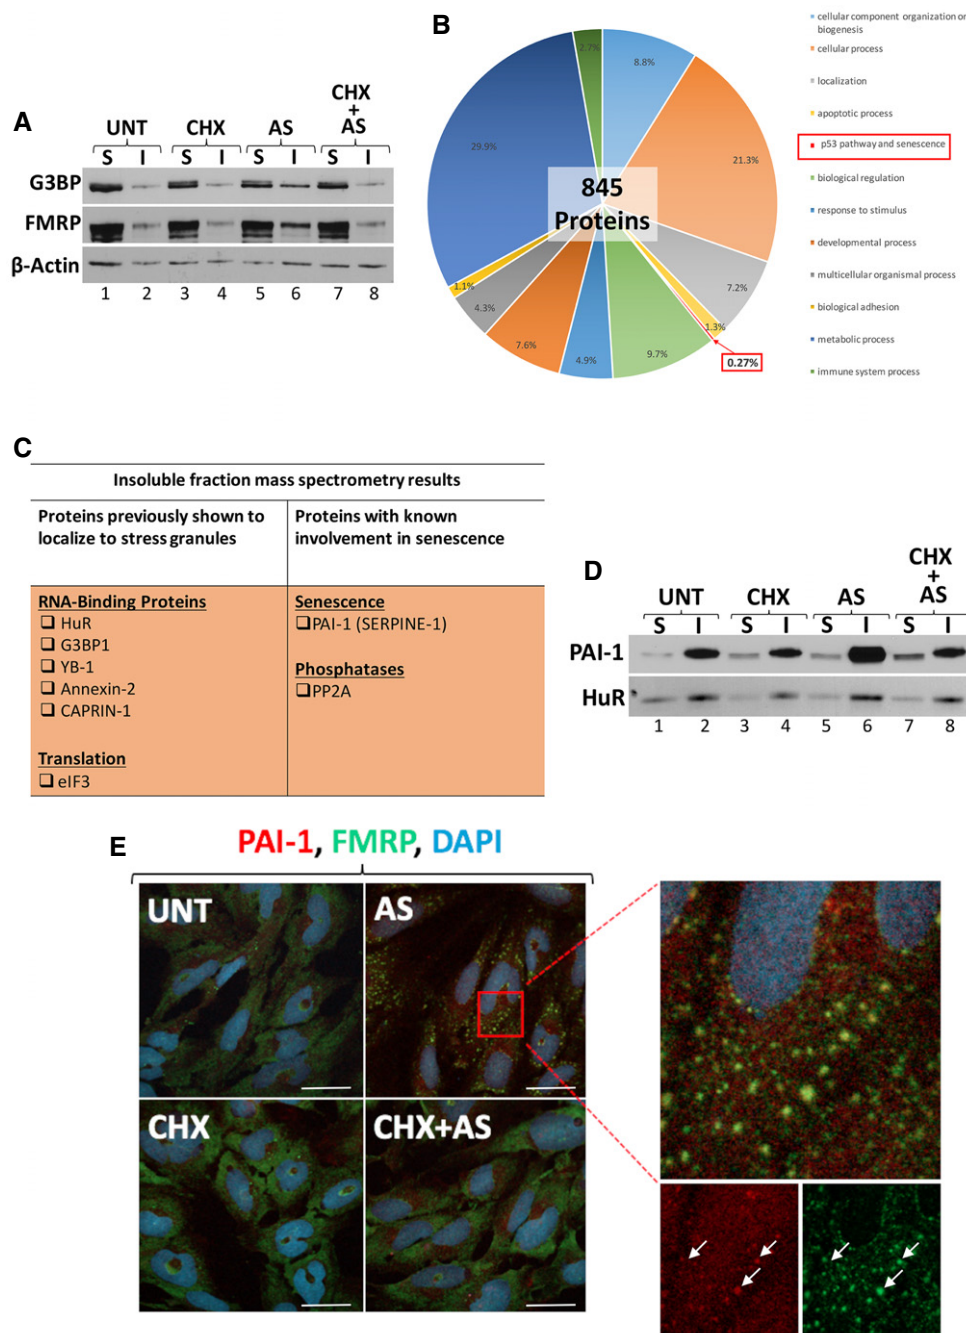 A
UNT CHX AS CHX + AS
S I S I S I S I
G3BP
FMRP
β-Actin
1 2 3 4 5 6 7 8
B
2.7%
8.8%
29.9%
21.3%
845
Proteins
7.2%
1.1%
4.3%
1.3%
7.6%
4.9%
9.7%
0.27%
cellular component organization or
biogenesis
cellular process
localization
apoptotic process
p53 pathway and senescence
biological regulation
response to stimulus
developmental process
multicellular organismal process
biological adhesion
metabolic process
immune system process
C
Insoluble fraction mass spectrometry results
Proteins previously shown to
localize to stress granules
Proteins with known
involvement in senescence
RNA-Binding Proteins
HuR
G3BP1
YB-1
Annexin-2
CAPRIN-1
Translation
eIF3
Senescence
PAI-1 (SERPINE-1)
Phosphatases
PP2A
D
UNT CHX AS CHX + AS
S I S I S I S I
PAI-1
HuR
1 2 3 4 5 6 7 8
E
PAI-1, FMRP, DAPI
UNT
AS
CHX
CHX+AS